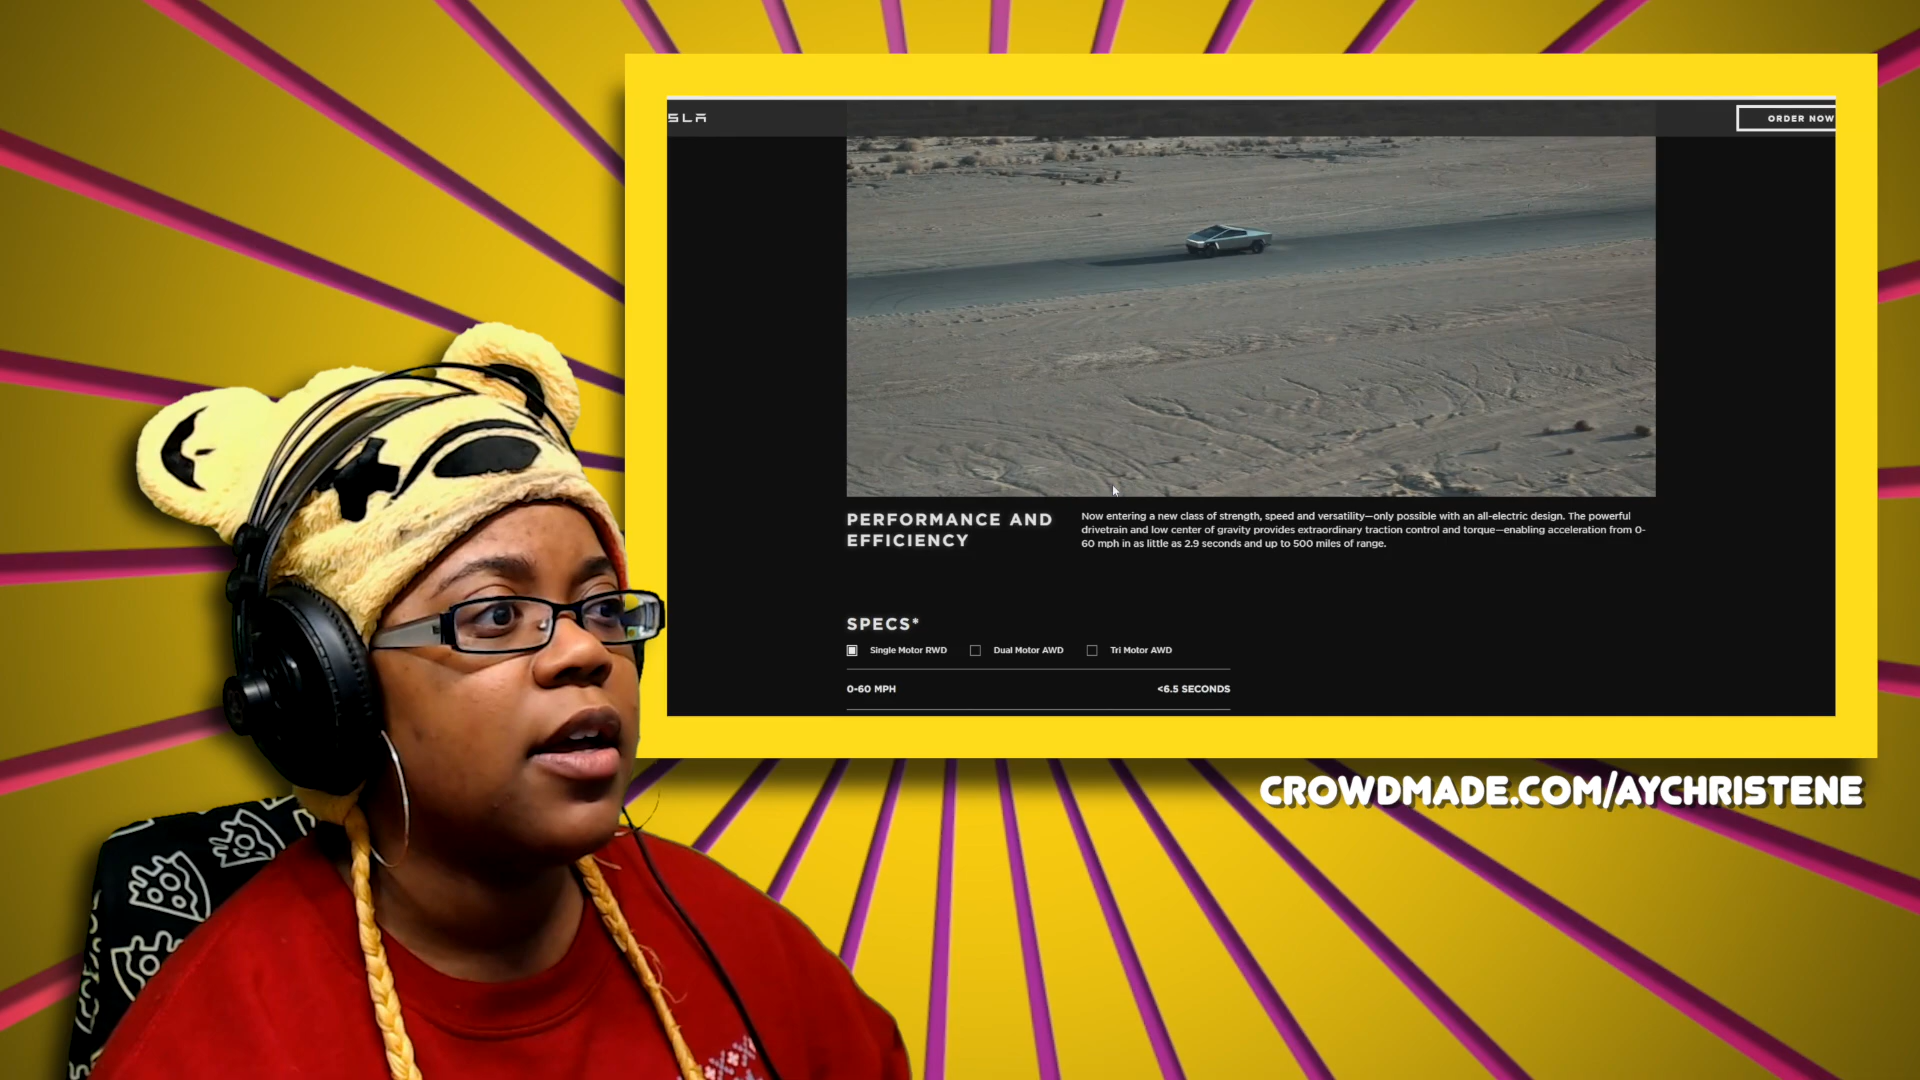 SLA
ORDER NOW
PERFORMANCE AND
EFFICIENCY
Now entering a new class of strength, speed and versatility—only possible with an all-electric design. The powerful
drivetrain and low center of gravity provides extraordinary traction control and torque—enabling acceleration from 0-
60 mph in as little as 2.9 seconds and up to 500 miles of range.
SPECS*
Single Motor RWD Dual Motor AWD Tri Motor AWD
0-60 MPH <6.5 SECONDS
CROWDMADE.COM/AYCHRISTENE